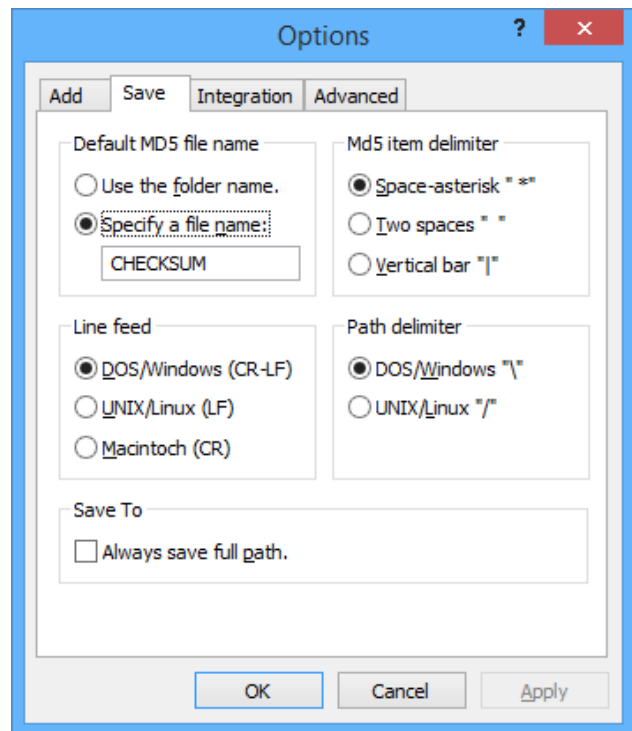 Options
?
Add Save Integration Advanced
Default MD5 file name
Use the folder name.
Specify a file name:
CHECKSUM
Md5 item delimiter
Space-asterisk " *"
Two spaces "  "
Vertical bar "|"
Line feed
DOS/Windows (CR-LF)
UNIX/Linux (LF)
Macintoch (CR)
Path delimiter
DOS/Windows "\"
UNIX/Linux "/"
Save To
Always save full path.
OK Cancel Apply